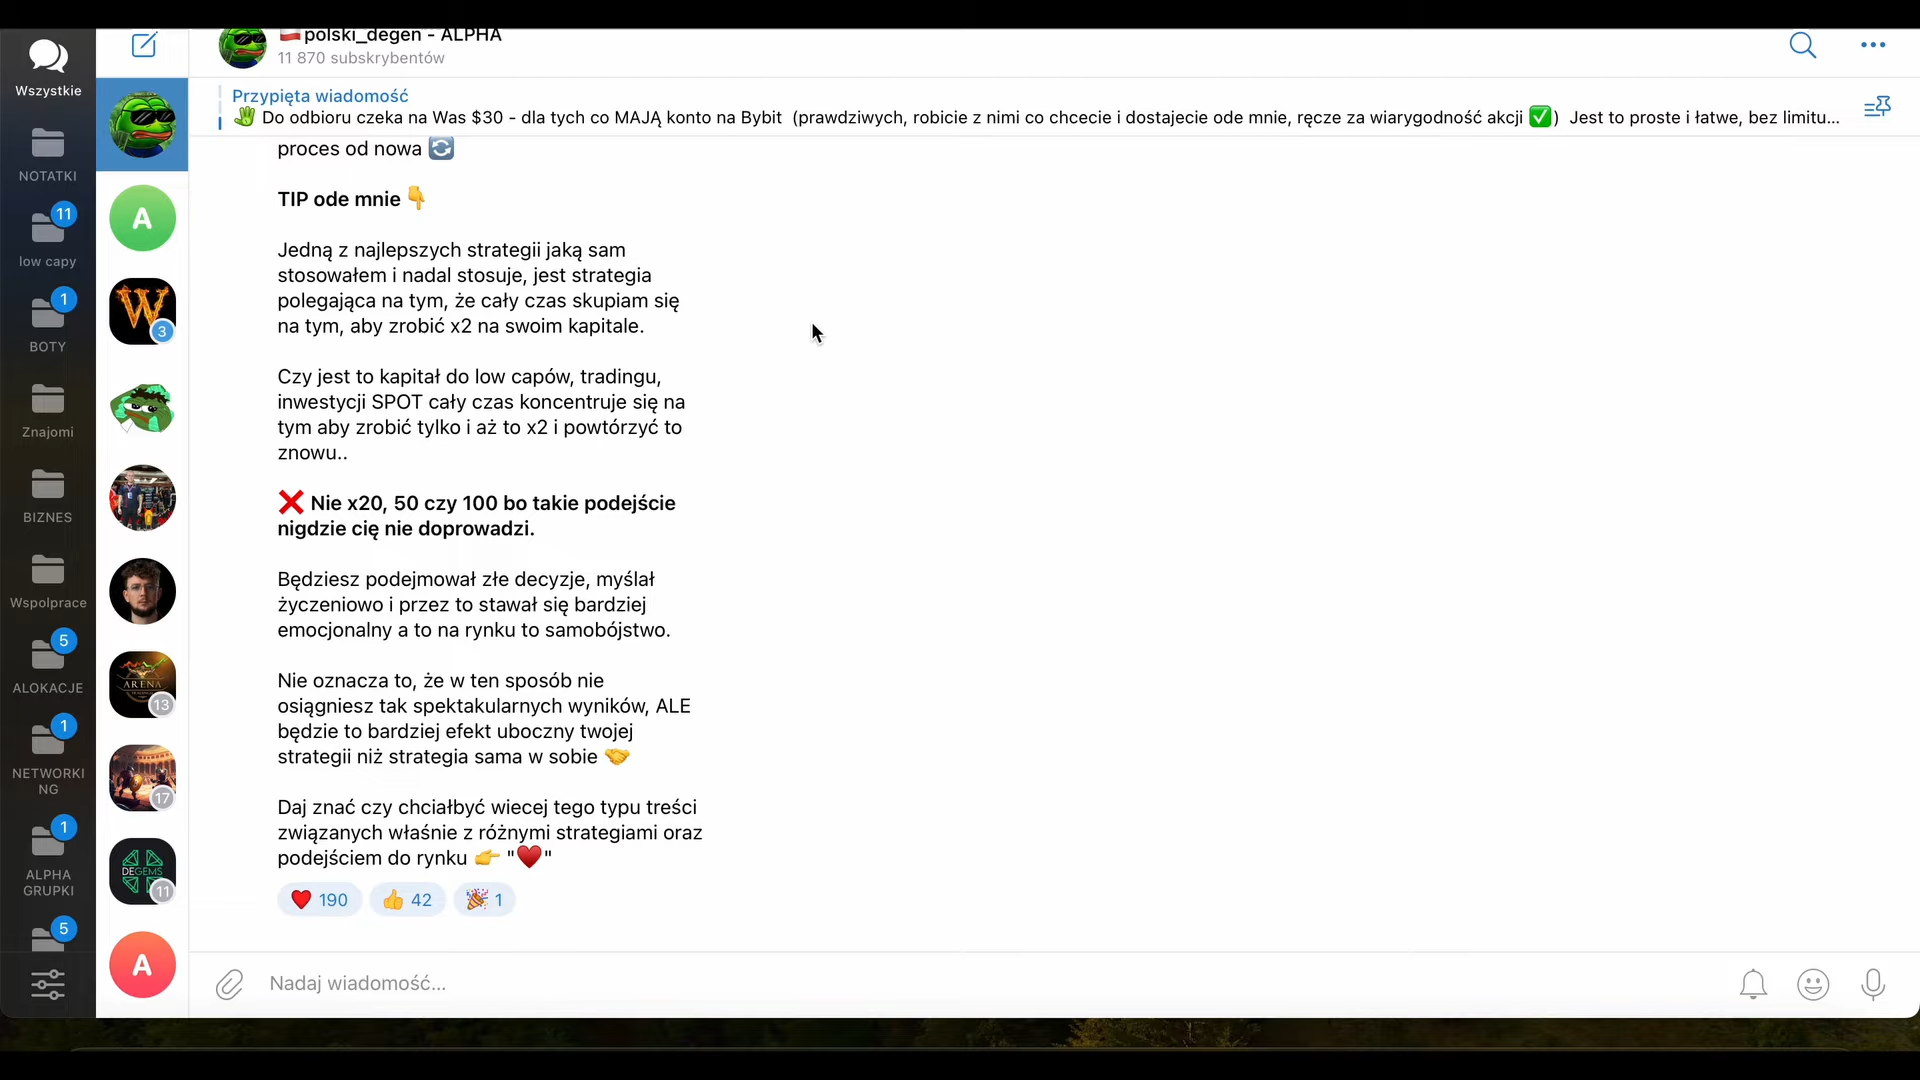 Wszystkie
NOTATKI
11
low capy
1
BOTY
Znajomi
BIZNES
Wspolprace
5
ALOKACJE
1
NETWORKI
NG
1
ALPHA
GRUPKI
5
A
W
3
ARENA
13
17
DEGEMS
11
A
polski_degen - ALPHA
11 870 subskrybentów
Przypięta wiadomość
🖖 Do odbioru czeka na Was $30 - dla tych co MAJĄ konto na Bybit (prawdziwych, robicie z nimi co chcecie i dostajecie ode mnie, ręcze za wiarygodność akcji ✅) Jest to proste i łatwe, bez limitu...
proces od nowa 🔄
TIP ode mnie 👇
Jedną z najlepszych strategii jaką sam
stosowałem i nadal stosuje, jest strategia
polegająca na tym, że cały czas skupiam się
na tym, aby zrobić x2 na swoim kapitale.
Czy jest to kapitał do low capów, tradingu,
inwestycji SPOT cały czas koncentruje się na
tym aby zrobić tylko i aż to x2 i powtórzyć to
znowu..
❌ Nie x20, 50 czy 100 bo takie podejście
nigdzie cię nie doprowadzi.
Będziesz podejmował złe decyzje, myślał
życzeniowo i przez to stawał się bardziej
emocjonalny a to na rynku to samobójstwo.
Nie oznacza to, że w ten sposób nie
osiągniesz tak spektakularnych wyników, ALE
będzie to bardziej efekt uboczny twojej
strategii niż strategia sama w sobie 🤝
Daj znać czy chciałbyć wiecej tego typu treści
związanych właśnie z różnymi strategiami oraz
podejściem do rynku 👉 "♥️"
❤️ 190 👍 42 🎉 1
Nadaj wiadomość...